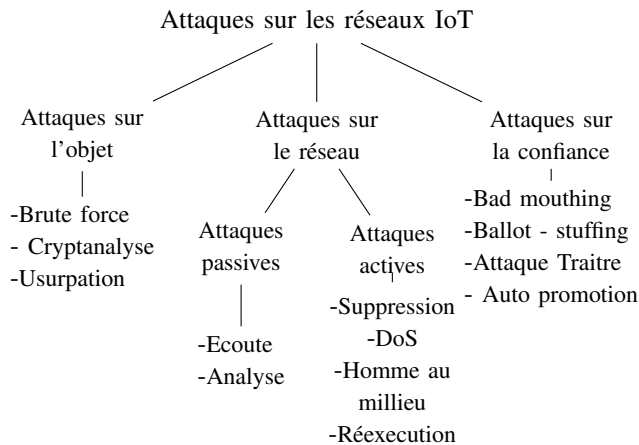 Attaques sur les réseaux IoT
Attaques sur
l'objet
-Brute force
- Cryptanalyse
-Usurpation
Attaques sur
le réseau
Attaques
passives
-Ecoute
-Analyse
Attaques
actives
-Suppression
-DoS
-Homme au
millieu
-Réexecution
Attaques sur
la confiance
-Bad mouthing
-Ballot - stuffing
-Attaque Traitre
- Auto promotion